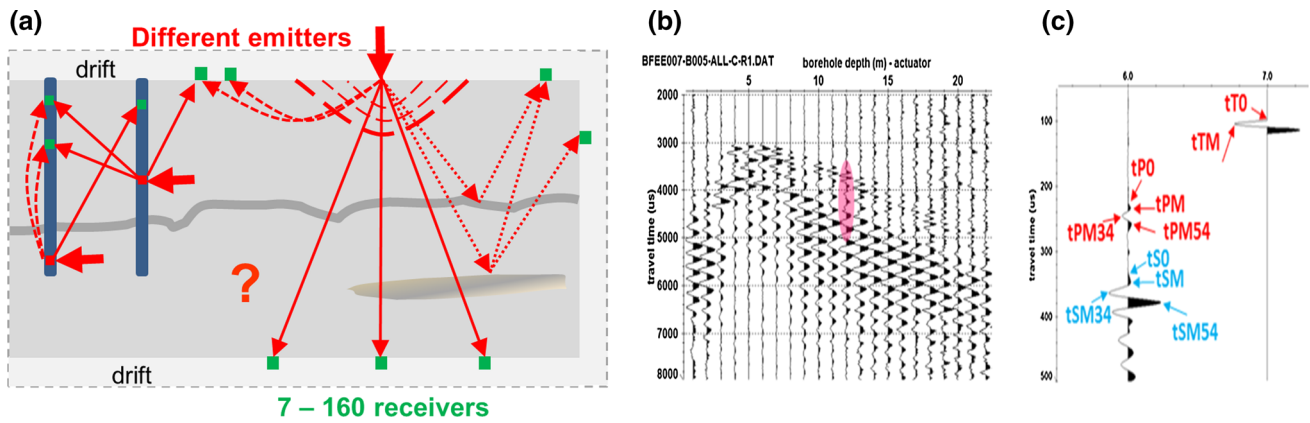 (a)
Different emitters
drift
?
drift
7 – 160 receivers
(b)
BFEE007-B005-ALL-C-R1.DAT
borehole depth (m) - actuator
5 10 15 20
travel time (us)
2000
3000
4000
5000
6000
7000
8000
(c)
6.0 7.0
travel time (us)
100
200
300
400
500
tT0
tTM
tP0
tPM
tPM34
tPM54
tS0
tSM
tSM34
tSM54